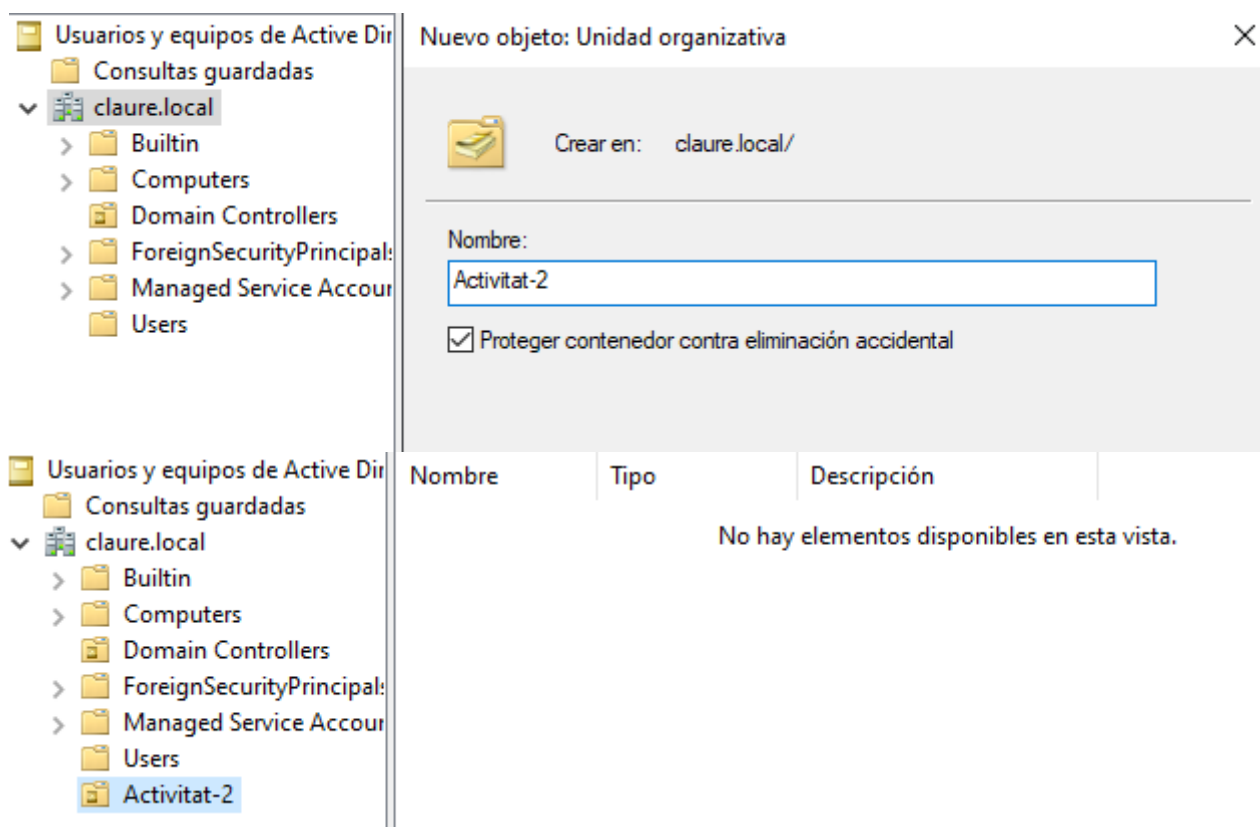 Usuarios y equipos de Active Dir
Consultas guardadas
claure.local
Builtin
Computers
Domain Controllers
ForeignSecurityPrincipals
Managed Service Accour
Users
Nuevo objeto: Unidad organizativa
Crear en: claure.local/
Nombre:
Activitat-2
Proteger contenedor contra eliminación accidental
Usuarios y equipos de Active Dir
Consultas guardadas
claure.local
Builtin
Computers
Domain Controllers
ForeignSecurityPrincipals
Managed Service Accour
Users
Activitat-2
Nombre Tipo Descripción
No hay elementos disponibles en esta vista.